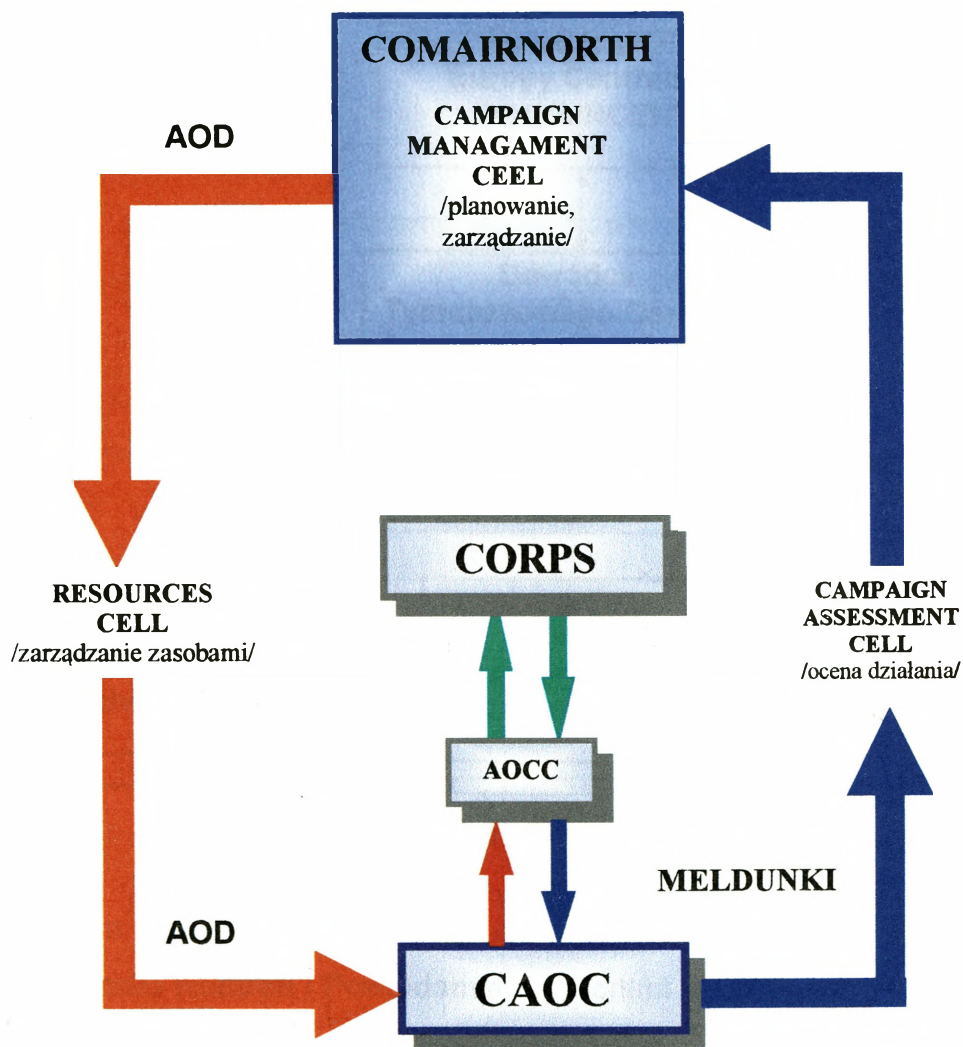 COMAIRNORTH
CAMPAIGN
MANAGAMENT
CEEL
/planowanie,
zarządzanie/
AOD
CORPS
RESOURCES
CELL
/zarządzanie zasobami/
CAMPAIGN
ASSESSMENT
CELL
/ocena działania/
AOCC
MELDUNKI
AOD
CAOC